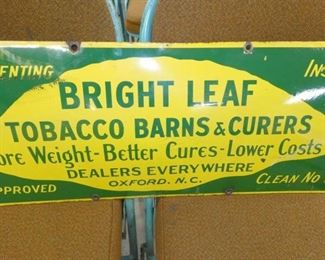 ENTING
INS
BRIGHT LEAF
TOBACCO BARNS & CURERS
ore Weight-Better Cures-Lower Costs
DEALERS EVERYWHERE
OXFORD, N.C.
PPROVED
CLEAN NO